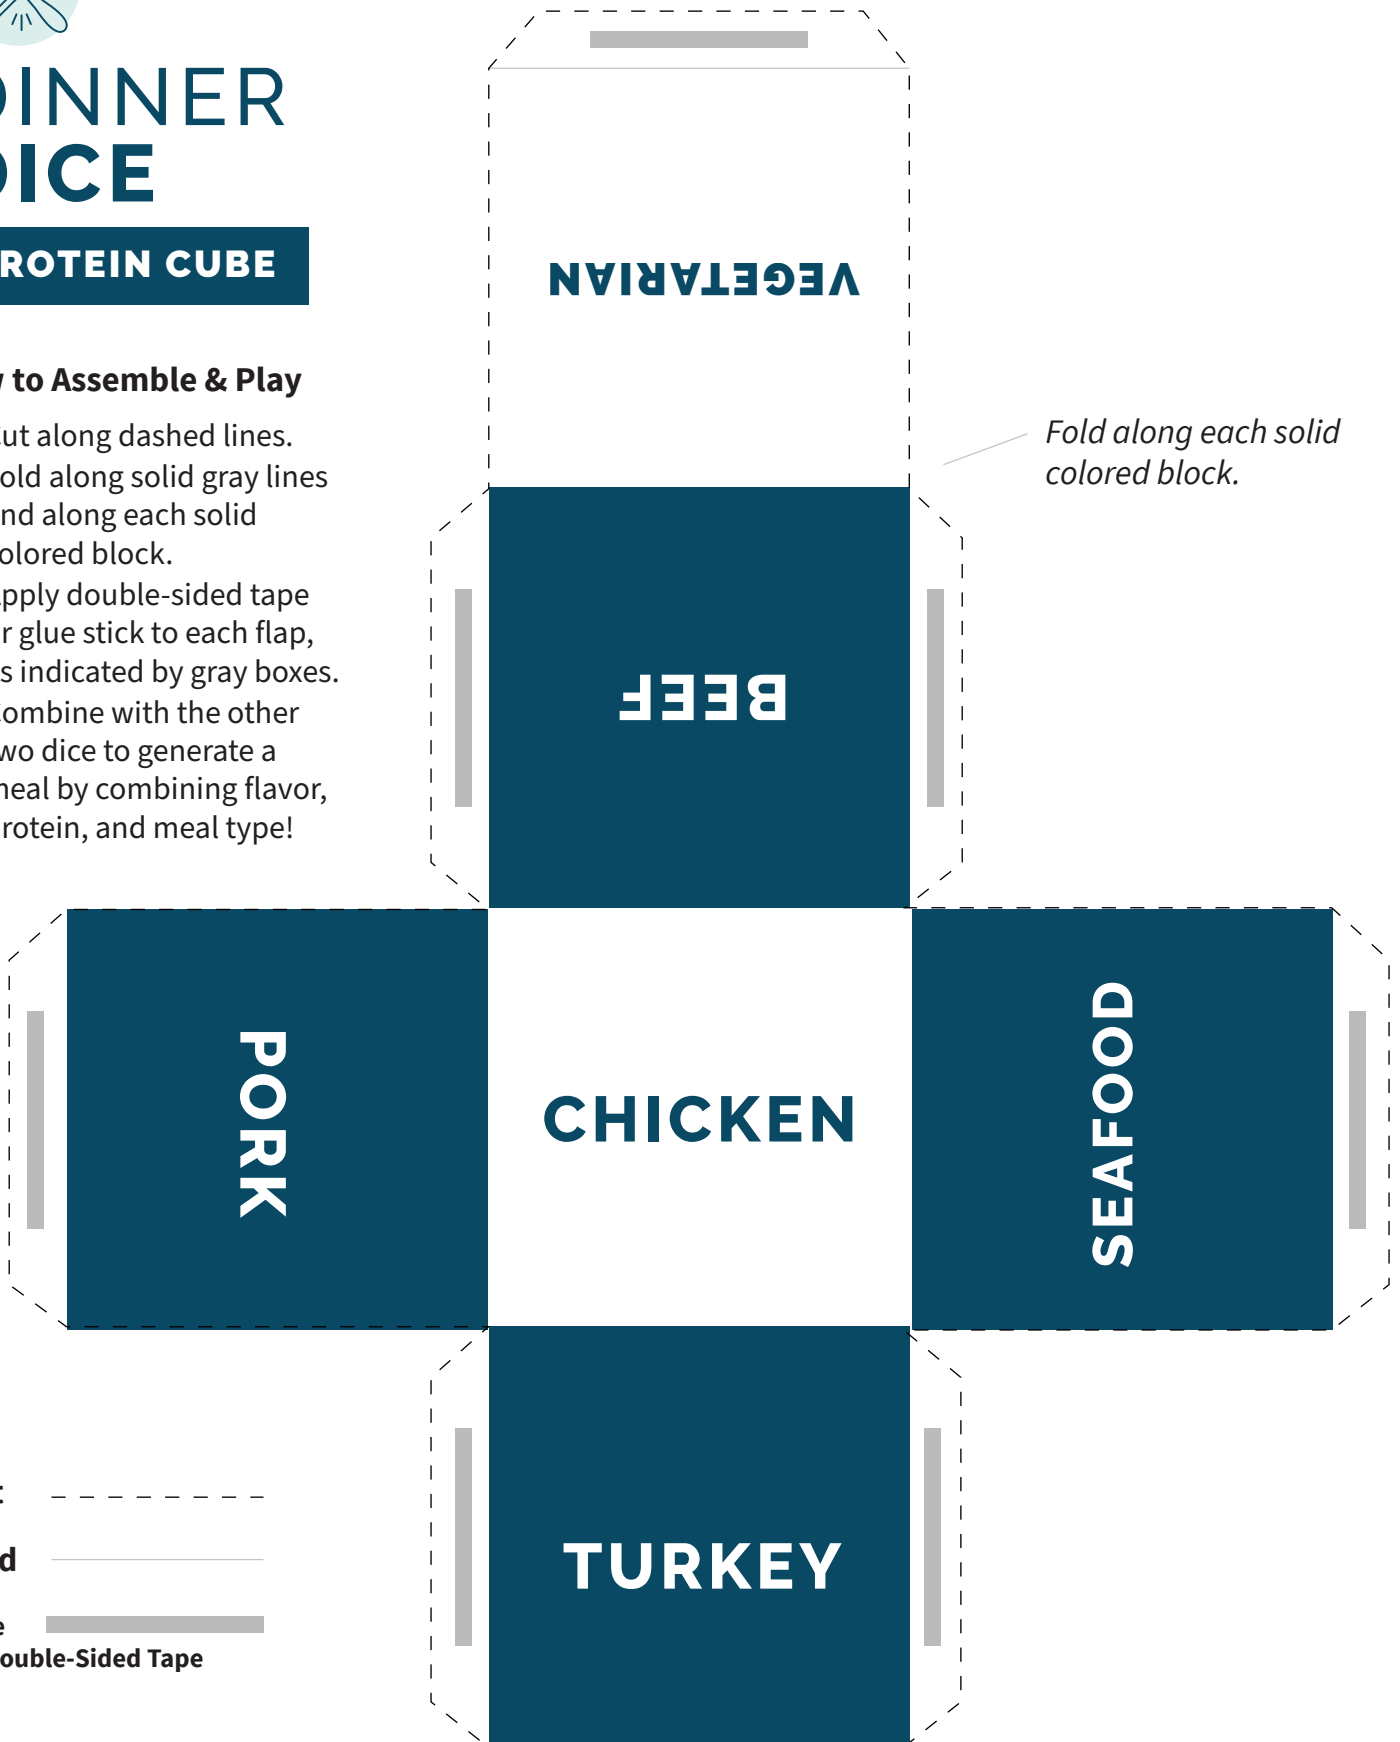 DINNER
DICE
ROTEIN CUBE
to Assemble & Play
ut along dashed lines.
old along solid gray lines
nd along each solid
olored block.
pply double-sided tape
r glue stick to each flap,
s indicated by gray boxes.
ombine with the other
wo dice to generate a
meal by combining flavor,
rotein, and meal type!
VEGETARIAN
Fold along each solid
colored block.
BEEF
PORK
CHICKEN
SEAFOOD
TURKEY
t
d
e
ouble-Sided Tape